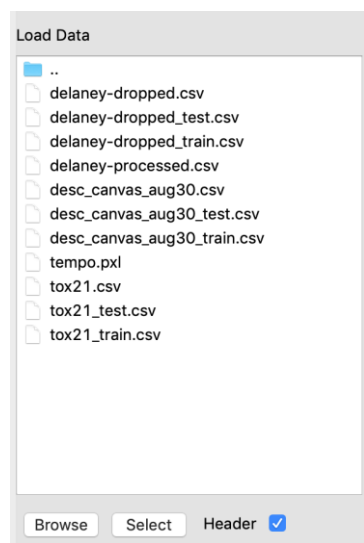 Load Data
..
delaney-dropped.csv
delaney-dropped_test.csv
delaney-dropped_train.csv
delaney-processed.csv
desc_canvas_aug30.csv
desc_canvas_aug30_test.csv
desc_canvas_aug30_train.csv
tempo.pxl
tox21.csv
tox21_test.csv
tox21_train.csv
Browse Select Header